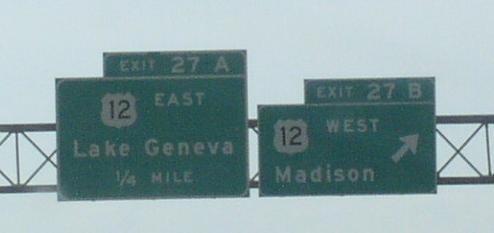 EXIT 27 A
12 EAST
Lake Geneva
1/4 MILE
EXIT 27 B
12 WEST
Madison